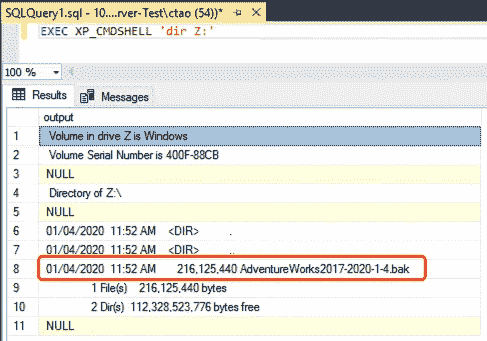 SQLQuery1.sql - 10....rver-Test\ctao (54))*
EXEC XP_CMDSHELL 'dir Z:'
100 %
Results
Messages
output
1 Volume in drive Z is Windows
2 Volume Serial Number is 400F-88CB
3 NULL
4 Directory of Z:\
5 NULL
6 01/04/2020 11:52 AM <DIR> .
7 01/04/2020 11:52 AM <DIR> ..
8 01/04/2020 11:52 AM 216,125,440 AdventureWorks2017-2020-1-4.bak
9 1 File(s) 216,125,440 bytes
10 2 Dir(s) 112,328,523,776 bytes free
11 NULL